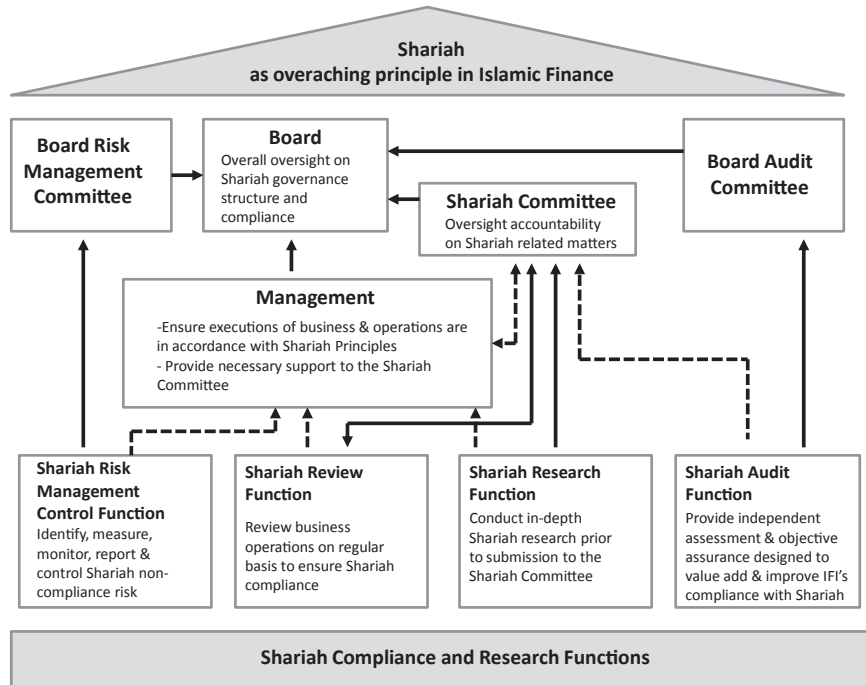 Shariah
as overaching principle in Islamic Finance
Board Risk
Management
Committee
Board
Overall oversight on
Shariah governance
structure and
compliance
Board Audit
Committee
Shariah Committee
Oversight accountability
on Shariah related matters
Management
-Ensure executions of business & operations are
in accordance with Shariah Principles
- Provide necessary support to the Shariah
Committee
Shariah Risk
Management
Control Function
Identify, measure,
monitor, report &
control Shariah non-
compliance risk
Shariah Review
Function
Review business
operations on regular
basis to ensure Shariah
compliance
Shariah Research
Function
Conduct in-depth
Shariah research prior
to submission to the
Shariah Committee
Shariah Audit
Function
Provide independent
assessment & objective
assurance designed to
value add & improve IFI's
compliance with Shariah
Shariah Compliance and Research Functions